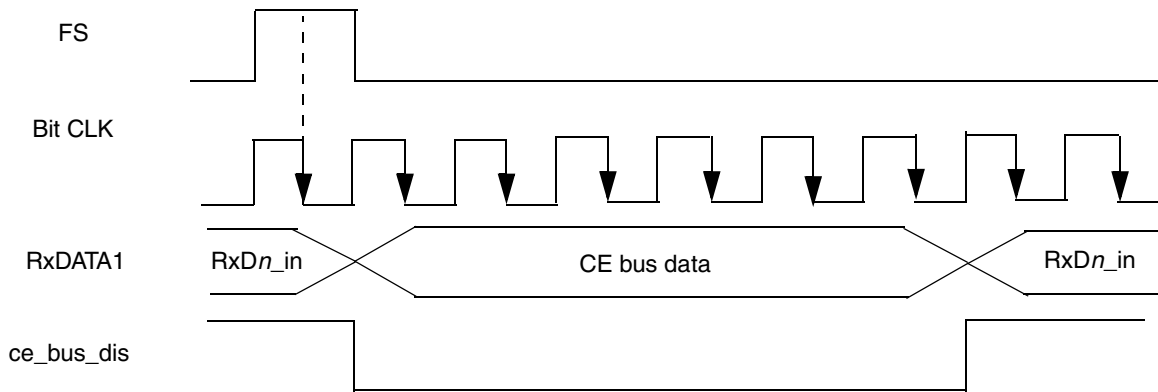 FS
Bit CLK
RxDATA1
RxDn_in
CE bus data
RxDn_in
ce_bus_dis